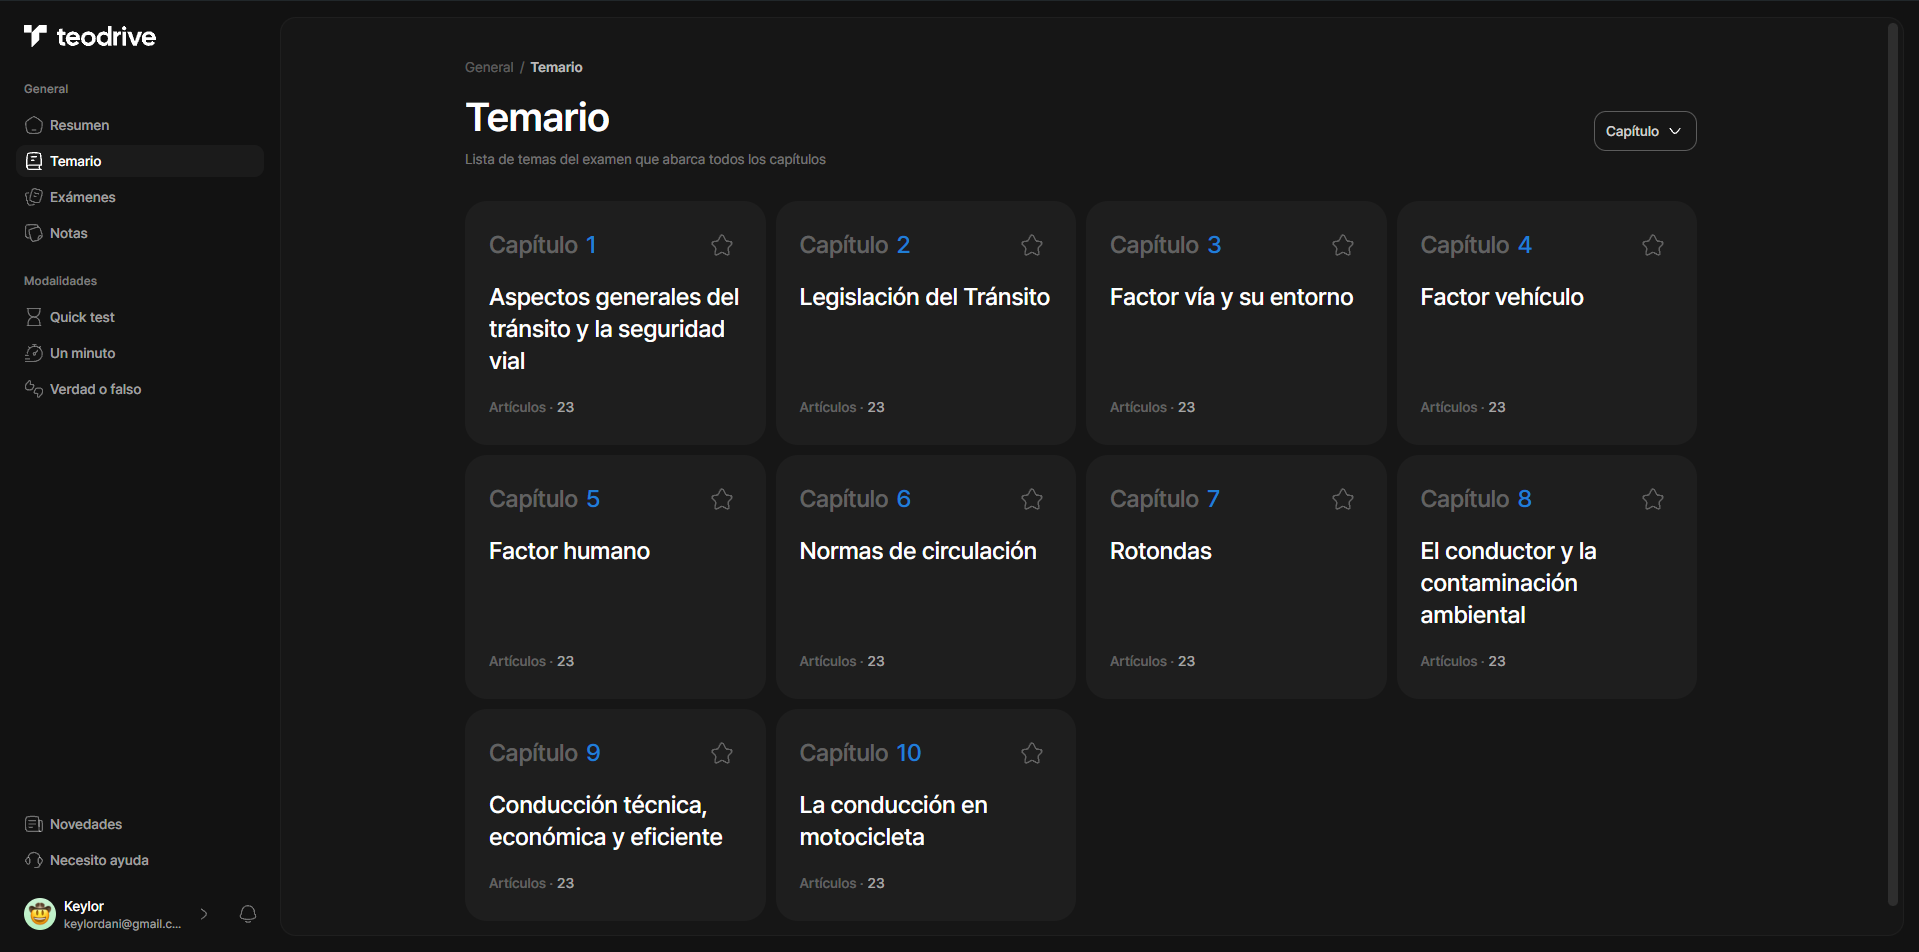 teodrive
General
Resumen
Temario
Exámenes
Notas
Modalidades
Quick test
Un minuto
Verdad o falso
Novedades
Necesito ayuda
Keylor
keylordani@gmail.c...
General / Temario
Temario
Lista de temas del examen que abarca todos los capítulos
Capítulo
Capítulo 1
Aspectos generales del
tránsito y la seguridad
vial
Artículos · 23
Capítulo 2
Legislación del Tránsito
Artículos · 23
Capítulo 3
Factor vía y su entorno
Artículos · 23
Capítulo 4
Factor vehículo
Artículos · 23
Capítulo 5
Factor humano
Artículos · 23
Capítulo 6
Normas de circulación
Artículos · 23
Capítulo 7
Rotondas
Artículos · 23
Capítulo 8
El conductor y la
contaminación
ambiental
Artículos · 23
Capítulo 9
Conducción técnica,
económica y eficiente
Artículos · 23
Capítulo 10
La conducción en
motocicleta
Artículos · 23